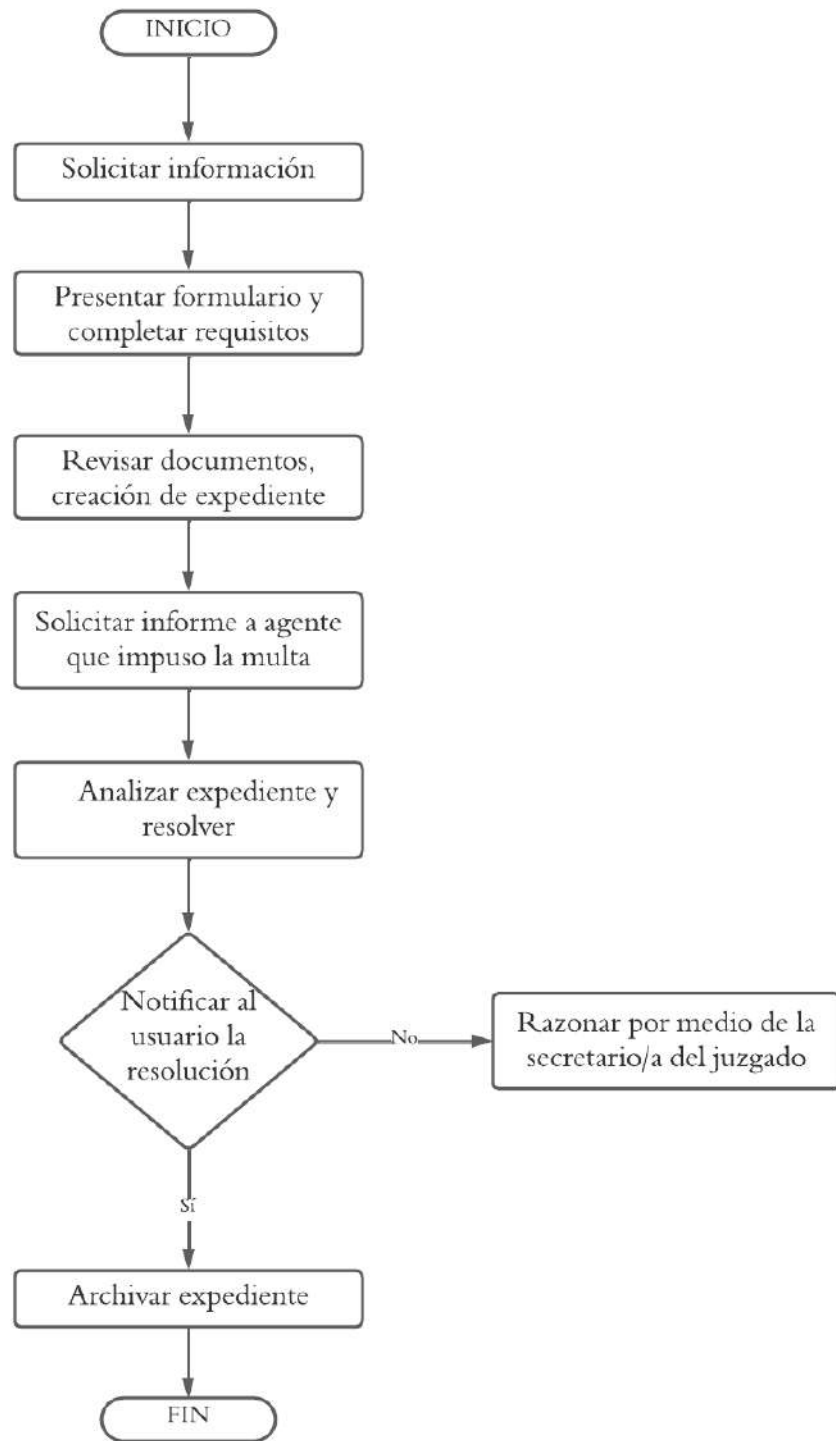 INICIO
Solicitar información
Presentar formulario y
completar requisitos
Revisar documentos,
creación de expediente
Solicitar informe a agente
que impuso la multa
Analizar expediente y
resolver
Notificar al
usuario la
resolución
No
Razonar por medio de la
secretario/a del juzgado
Sí
Archivar expediente
FIN